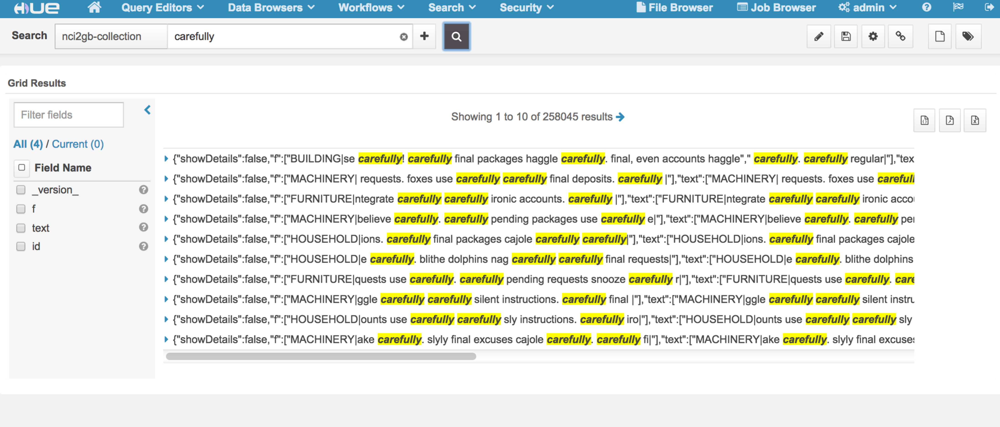 HUE Query Editors Data Browsers Workflows Search Security File Browser Job Browser admin
Search nci2gb-collection carefully
Grid Results
Filter fields
Showing 1 to 10 of 258045 results
All (4) / Current (0)
Field Name
_version_
f
text
id
{"showDetails":false,"f":["BUILDING|se carefully! carefully final packages haggle carefully. final, even accounts haggle"," carefully. carefully regular|"],"tex
{"showDetails":false,"f":["MACHINERY| requests. foxes use carefully carefully final deposits. carefully |"],"text":["MACHINERY| requests. foxes use carefull
{"showDetails":false,"f":["FURNITURE|ntegrate carefully carefully ironic accounts. carefully |"],"text":["FURNITURE|ntegrate carefully carefully ironic acco
{"showDetails":false,"f":["MACHINERY|believe carefully. carefully pending packages use carefully e|"],"text":["MACHINERY|believe carefully. carefully pe
{"showDetails":false,"f":["HOUSEHOLD|ions. carefully final packages cajole carefully carefully|"],"text":["HOUSEHOLD|ions. carefully final packages cajole
{"showDetails":false,"f":["HOUSEHOLD|e carefully. blithe dolphins nag carefully carefully final requests|"],"text":["HOUSEHOLD|e carefully. blithe dolphins
{"showDetails":false,"f":["FURNITURE|quests use carefully. carefully pending requests snooze carefully r|"],"text":["FURNITURE|quests use carefully. care
{"showDetails":false,"f":["MACHINERY|ggle carefully carefully silent instructions. carefully final |"],"text":["MACHINERY|ggle carefully carefully silent instru
{"showDetails":false,"f":["HOUSEHOLD|ounts use carefully carefully sly instructions. carefully iro|"],"text":["HOUSEHOLD|ounts use carefully carefully sly
{"showDetails":false,"f":["MACHINERY|ake carefully. slyly final excuses cajole carefully. carefully fi|"],"text":["MACHINERY|ake carefully. slyly final excuses